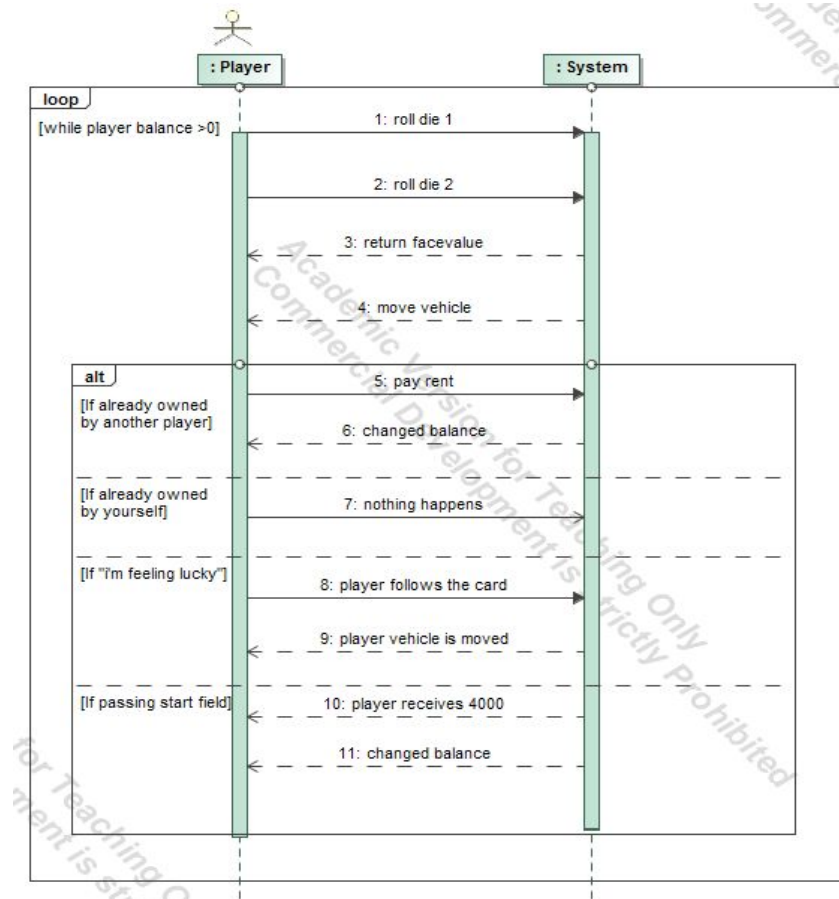 : Player
: System
loop
[while player balance >0]
1: roll die 1
2: roll die 2
3: return facevalue
4: move vehicle
alt
5: pay rent
[If already owned
by another player]
6: changed balance
[If already owned
by yourself]
7: nothing happens
[If "i'm feeling lucky"]
8: player follows the card
9: player vehicle is moved
[If passing start field]
10: player receives 4000
11: changed balance
Academic Version for Teaching Only
Commercial Development is Strictly Prohibited
for Teaching